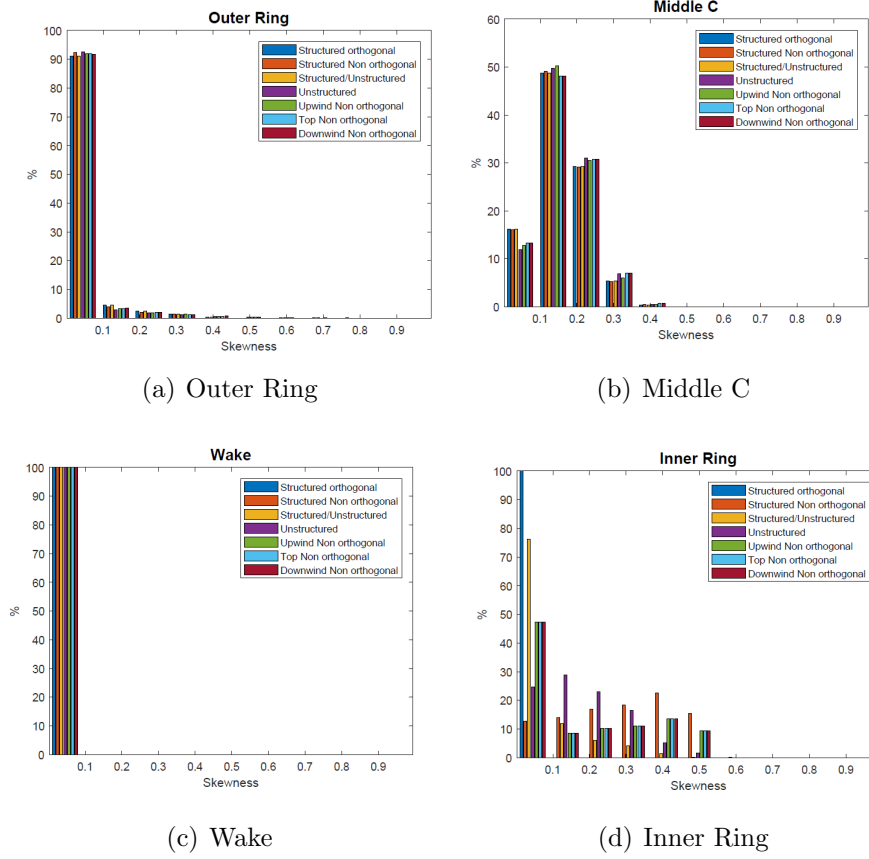 Outer Ring
100
90
80
70
60
50
40
30
20
10
0
%
Structured orthogonal
Structured Non orthogonal
Structured/Unstructured
Unstructured
Upwind Non orthogonal
Top Non orthogonal
Downwind Non orthogonal
0.1 0.2 0.3 0.4 0.5 0.6 0.7 0.8 0.9
Skewness
(a) Outer Ring
Middle C
60
50
40
30
20
10
0
%
Structured orthogonal
Structured Non orthogonal
Structured/Unstructured
Unstructured
Upwind Non orthogonal
Top Non orthogonal
Downwind Non orthogonal
0.1 0.2 0.3 0.4 0.5 0.6 0.7 0.8 0.9
Skewness
(b) Middle C
Wake
100
90
80
70
60
50
40
30
20
10
0
%
Structured orthogonal
Structured Non orthogonal
Structured/Unstructured
Unstructured
Upwind Non orthogonal
Top Non orthogonal
Downwind Non orthogonal
0.1 0.2 0.3 0.4 0.5 0.6 0.7 0.8 0.9
Skewness
(c) Wake
Inner Ring
100
90
80
70
60
50
40
30
20
10
0
%
Structured orthogonal
Structured Non orthogonal
Structured/Unstructured
Unstructured
Upwind Non orthogonal
Top Non orthogonal
Downwind Non orthogonal
0.1 0.2 0.3 0.4 0.5 0.6 0.7 0.8 0.9
Skewness
(d) Inner Ring